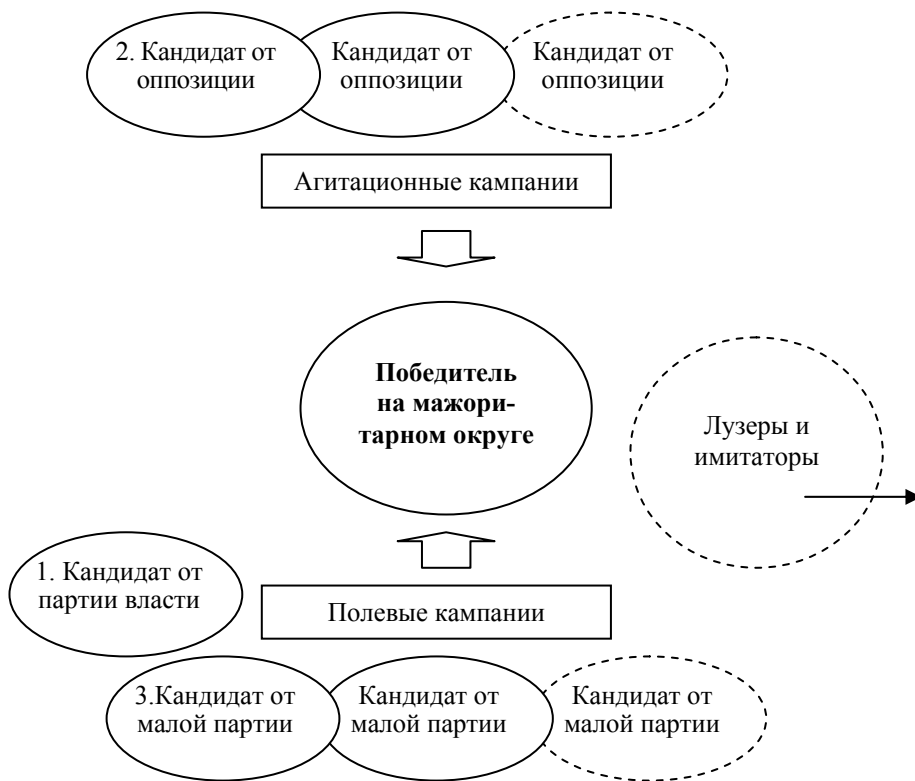 2. Кандидат от
оппозиции
Кандидат от
оппозиции
Кандидат от
оппозиции
Агитационные кампании
Победитель
на мажори-
тарном округе
Лузеры и
имитаторы
1. Кандидат от
партии власти
Полевые кампании
3.Кандидат от
малой партии
Кандидат от
малой партии
Кандидат от
малой партии